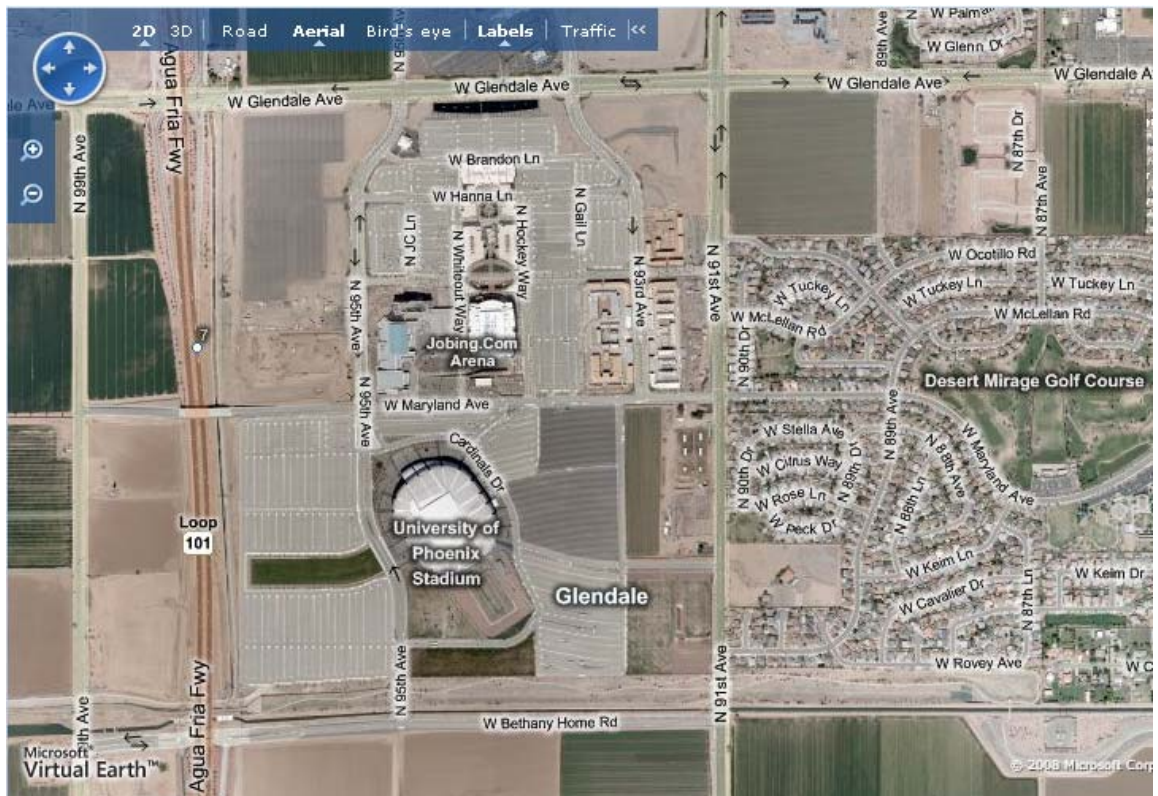 2D 3D Road Aerial Bird's eye Labels Traffic <<
W Palmai
W Glenn Dr
89th Ave
Agua Fria Fwy
W Glendale Ave
W Glendale Ave
W Glendale Ave
W Glendale A
ale Ave
N 99th Ave
W Brandon Ln
W Hanna Ln
N JC Ln
N Whiteout Way
N Hockey Way
N Gail Ln
N 93rd Ave
N 91st Ave
87th Dr
N 87th Ave
W Ocotillo Rd
W Tuckey Ln
W Tuckey Ln
W Tuckey Ln
W McLellan Rd
W McLellan Rd
N 95th Ave
7
Jobing.Com
Arena
N 90th Dr
Desert Mirage Golf Course
N 95th Ave
W Maryland Ave
Cardinals Dr
N 89th Ave
W Stella Ave
W Citrus Way
W Rose Ln
W Peck Dr
N 90th Dr
N 89th Dr
N 88th Ln
N 88th Ave
W Maryland Ave
Loop
101
University of
Phoenix
Stadium
Glendale
W Keim Ln
W Keim Dr
W Cavalier Dr
N 87th Ln
W Rovey Ave
W C
Agua Fria Fwy
N 95th Ave
N 91st Ave
W Bethany Home Rd
9th Ave
Microsoft®
Virtual Earth™
© 2008 Microsoft Corp